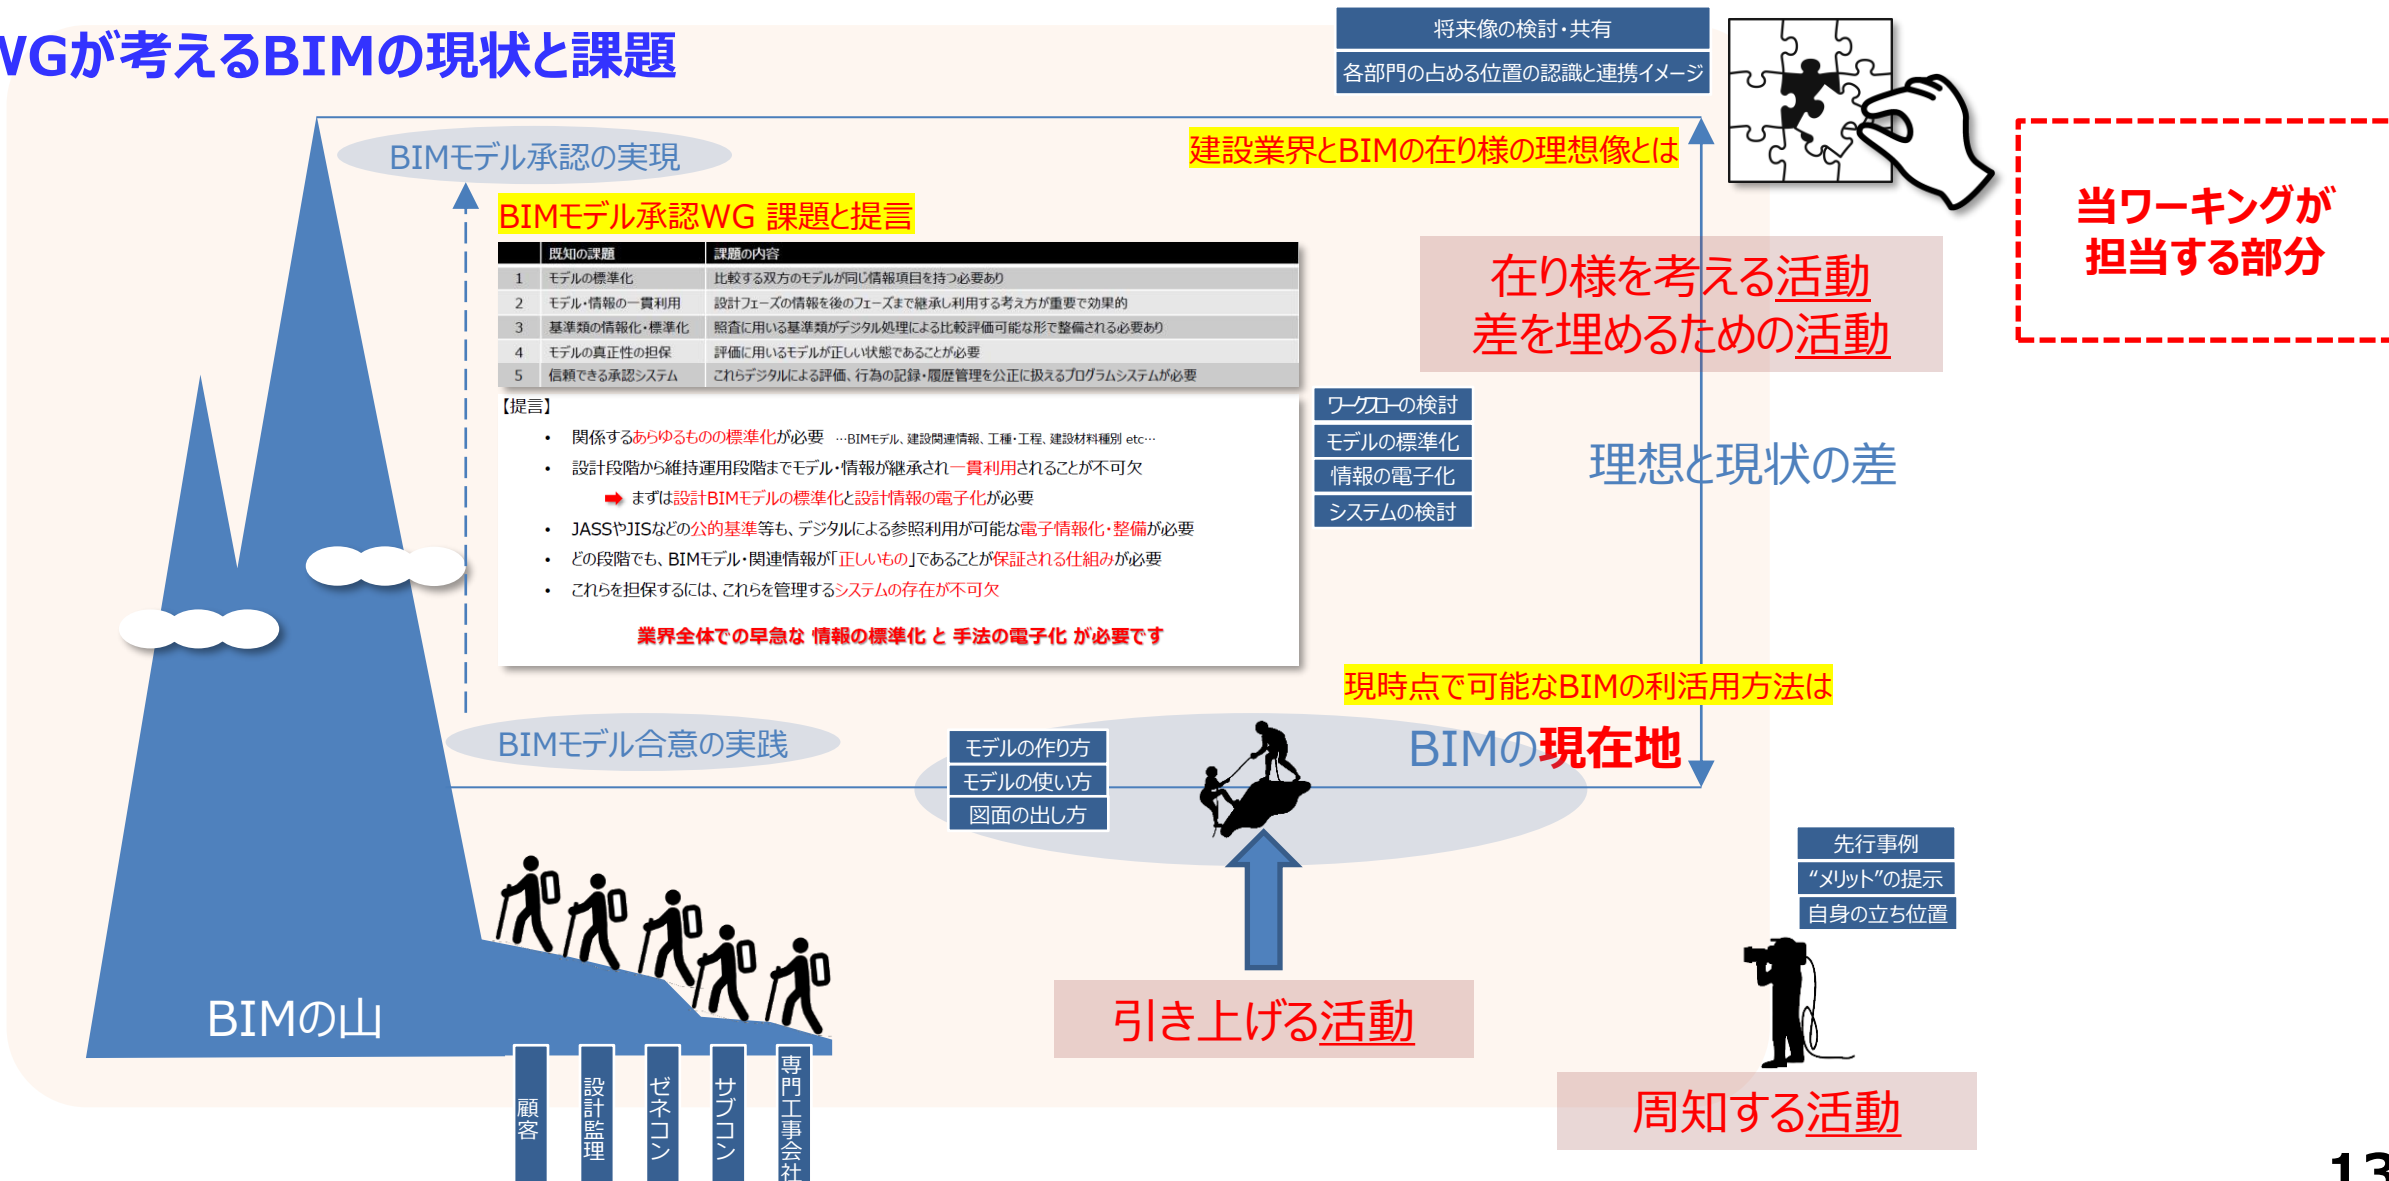 WGが考えるBIMの現状と課題
将来像の検討・共有
各部門の占める位置の認識と連携イメージ
BIMモデル承認の実現
建設業界とBIMの在り様の理想像とは
当ワーキングが
担当する部分
BIMモデル承認WG 課題と提言
既知の課題 課題の内容
1 モデルの標準化 比較する双方のモデルが同じ情報項目を持つ必要あり
2 モデル・情報の一貫利用 設計フェーズの情報を後のフェーズまで継承し利用する考え方が重要で効果的
3 基準類の情報化・標準化 照査に用いる基準類がデジタル処理による比較評価可能な形で整備される必要あり
4 モデルの真正性の担保 評価に用いるモデルが正しい状態であることが必要
5 信頼できる承認システム これらデジタルによる評価、行為の記録・履歴管理を公正に扱えるプログラムシステムが必要
【提言】
• 関係するあらゆるものの標準化が必要 …BIMモデル、建設関連情報、工種・工程、建設材料種別 etc…
• 設計段階から維持運用段階までモデル・情報が継承され一貫利用されることが不可欠
➡ まずは設計BIMモデルの標準化と設計情報の電子化が必要
• JASSやJISなどの公的基準等も、デジタルによる参照利用が可能な電子情報化・整備が必要
• どの段階でも、BIMモデル・関連情報が「正しいもの」であることが保証される仕組みが必要
• これらを担保するには、これらを管理するシステムの存在が不可欠
業界全体での早急な 情報の標準化 と 手法の電子化 が必要です
在り様を考える活動
差を埋めるための活動
ワークフローの検討
モデルの標準化
情報の電子化
システムの検討
理想と現状の差
現時点で可能なBIMの利活用方法は
BIMモデル合意の実践
モデルの作り方
モデルの使い方
図面の出し方
BIMの現在地
先行事例
“メリット”の提示
自身の立ち位置
BIMの山
引き上げる活動
周知する活動
顧客
設計監理
ゼネコン
サブコン
専門工事会社
13